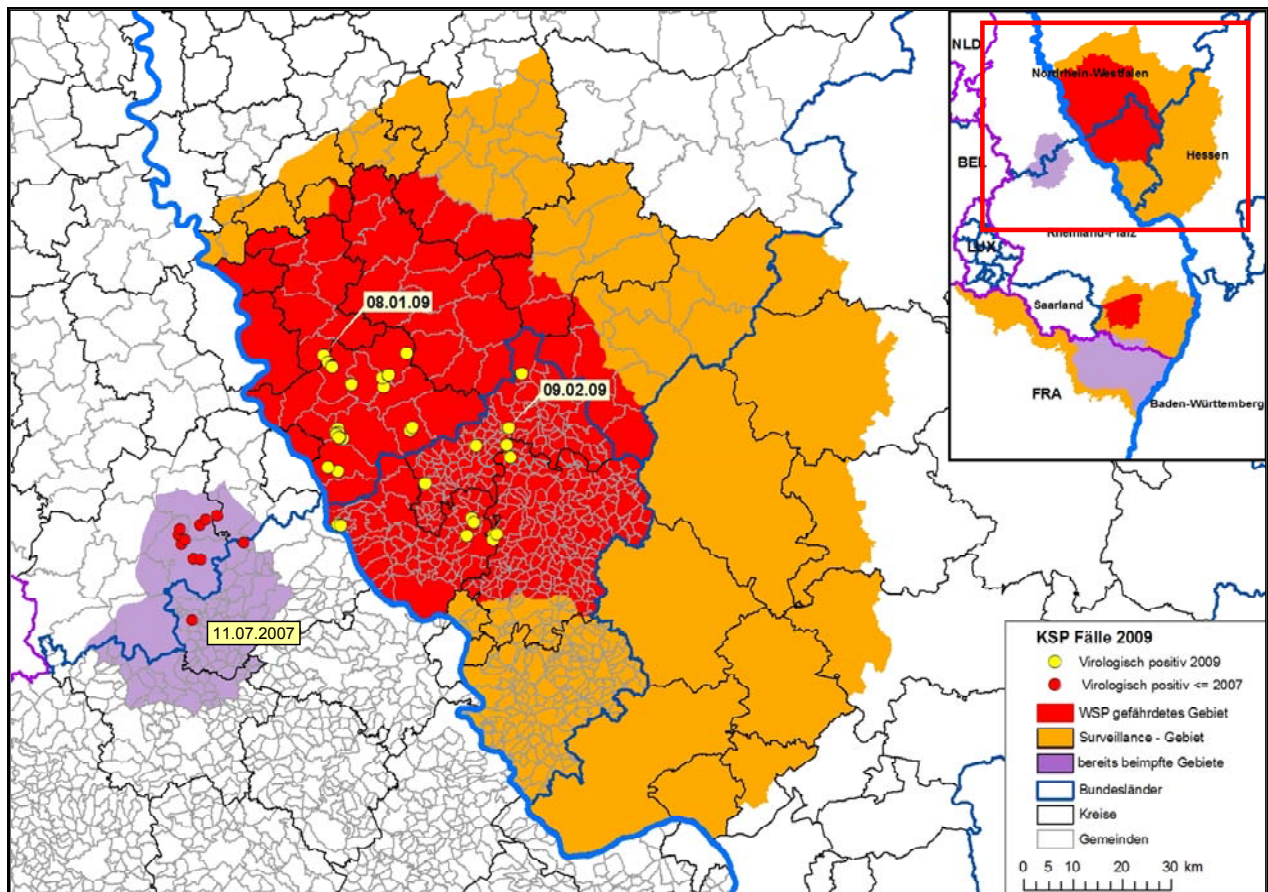 NLD
Nordrhein-Westfalen
BEL
Hessen
Rheinland-Pfalz
LUX
Saarland
FRA
Baden-Württemberg
08.01.09
09.02.09
11.07.2007
KSP Fälle 2009
Virologisch positiv 2009
Virologisch positiv <= 2007
WSP gefährdetes Gebiet
Surveillance - Gebiet
bereits beimpfte Gebiete
Bundesländer
Kreise
Gemeinden
0 5 10 20 30 km